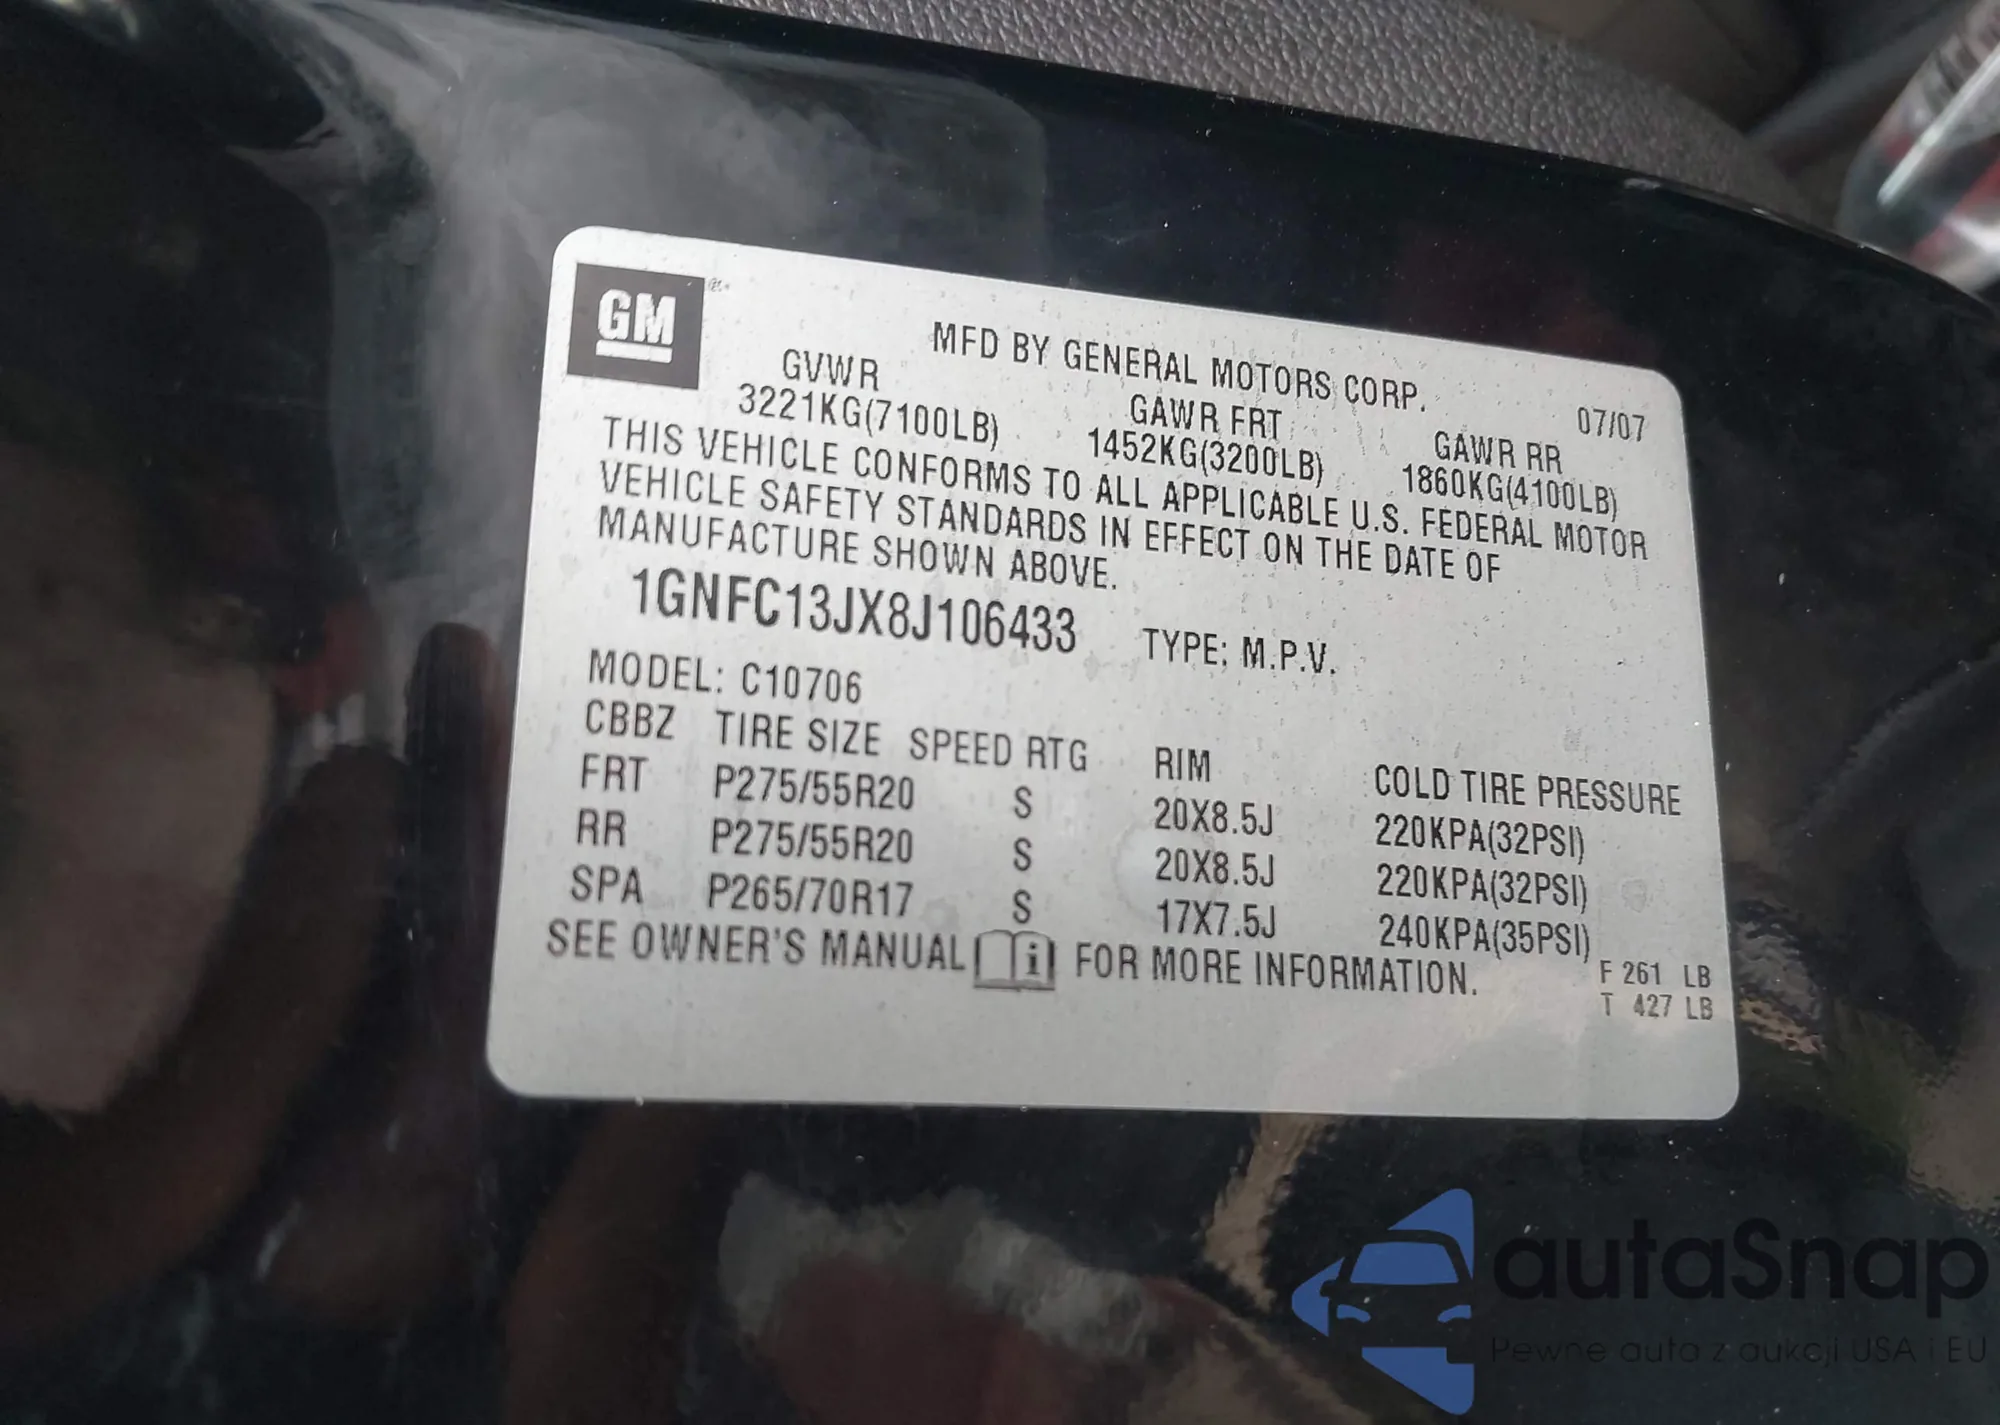 GM
MFD BY GENERAL MOTORS CORP.
07/07
GVWR GAWR FRT GAWR RR
3221KG(7100LB) 1452KG(3200LB) 1860KG(4100LB)
THIS VEHICLE CONFORMS TO ALL APPLICABLE U.S. FEDERAL MOTOR
VEHICLE SAFETY STANDARDS IN EFFECT ON THE DATE OF
MANUFACTURE SHOWN ABOVE.
1GNFC13JX8J106433 TYPE: M.P.V.
MODEL: C10706
CBBZ TIRE SIZE SPEED RTG RIM COLD TIRE PRESSURE
FRT P275/55R20 S 20X8.5J 220KPA(32PSI)
RR P275/55R20 S 20X8.5J 220KPA(32PSI)
SPA P265/70R17 S 17X7.5J 240KPA(35PSI)
SEE OWNER'S MANUAL i FOR MORE INFORMATION.
F 261 LB
T 427 LB
autaSnap
Pewne auta z aukcji USA i EU